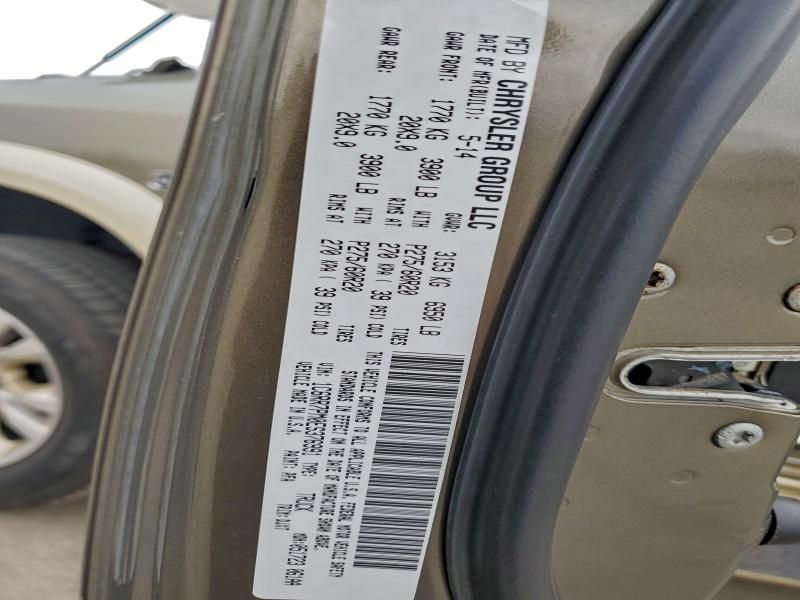 MFD BY CHRYSLER GROUP LLC
DATE OF MFR(BUILT): 5-14 GVWR: 3153 KG 6950 LB
GAWR FRONT: 1770 KG 3900 LB WITH P275/60R20 TIRES
20X9.0 RIMS AT 270 KPA ( 39 PSI) COLD
GAWR REAR: 1770 KG 3900 LB WITH P275/60R20 TIRES
20X9.0 RIMS AT 270 KPA ( 39 PSI) COLD
THIS VEHICLE CONFORMS TO ALL APPLICABLE U.S.A. FEDERAL MOTOR VEHICLE SAFETY
STANDARDS IN EFFECT ON THE DATE OF MANUFACTURE SHOWN ABOVE.
VIN: TYPE: TRUCK
VEHICLE MADE IN U.S.A. PAINT: TRIM: